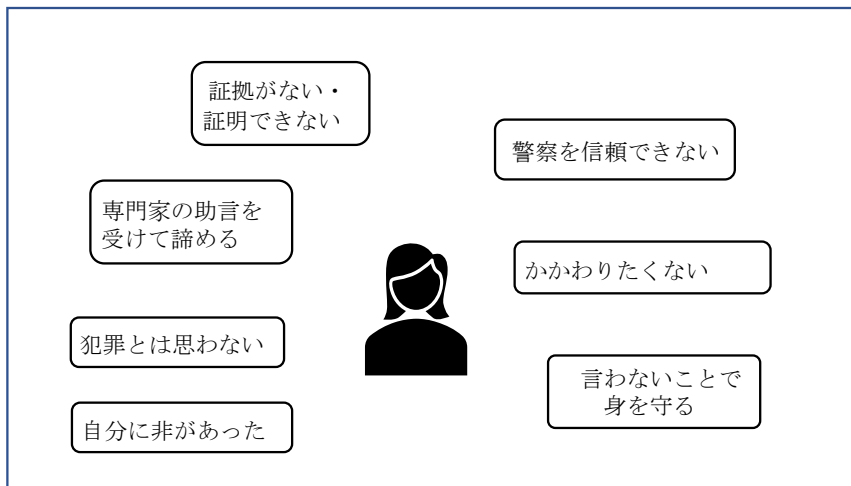 証拠がない・
証明できない
警察を信頼できない
専門家の助言を
受けて諦める
かかわりたくない
犯罪とは思わない
言わないことで
身を守る
自分に非があった